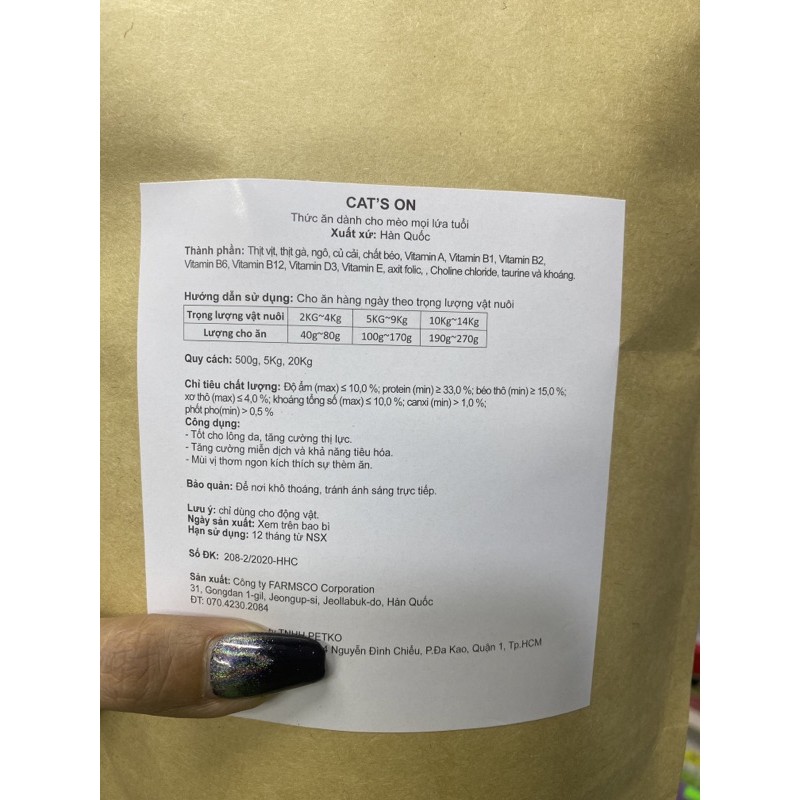 CAT'S ON
Thức ăn dành cho mèo mọi lứa tuổi
Xuất xứ: Hàn Quốc
Thành phần: Thịt vịt, thịt gà, ngô, củ cải, chất béo, Vitamin A, Vitamin B1, Vitamin B2,
Vitamin B6, Vitamin B12, Vitamin D3, Vitamin E, axit folic, , Choline chloride, taurine và khoáng.
Hướng dẫn sử dụng: Cho ăn hàng ngày theo trọng lượng vật nuôi
Trọng lượng vật nuôi 2KG~4Kg 5KG~9Kg 10Kg~14Kg
Lượng cho ăn 40g~80g 100g~170g 190g~270g
Quy cách: 500g, 5Kg, 20Kg
Chỉ tiêu chất lượng: Độ ẩm (max) ≤ 10,0 %; protein (min) ≥ 33,0 %; béo thô (min) ≥ 15,0 %;
xơ thô (max) ≤ 4,0 %; khoáng tổng số (max) ≤ 10,0 %; canxi (min) > 1,0 %;
phốt pho(min) > 0,5 %
Công dụng:
- Tốt cho lông da, tăng cường thị lực.
- Tăng cường miễn dịch và khả năng tiêu hóa.
- Mùi vị thơm ngon kích thích sự thèm ăn.
Bảo quản: Để nơi khô thoáng, tránh ánh sáng trực tiếp.
Lưu ý: chỉ dùng cho động vật.
Ngày sản xuất: Xem trên bao bì
Hạn sử dụng: 12 tháng từ NSX
Số ĐK: 208-2/2020-HHC
Sản xuất: Công ty FARMSCO Corporation
31, Gongdan 1-gil, Jeongup-si, Jeollabuk-do, Hàn Quốc
ĐT: 070.4230.2084
TNHH PETKO
Nguyễn Đình Chiểu, P.Đa Kao, Quận 1, Tp.HCM